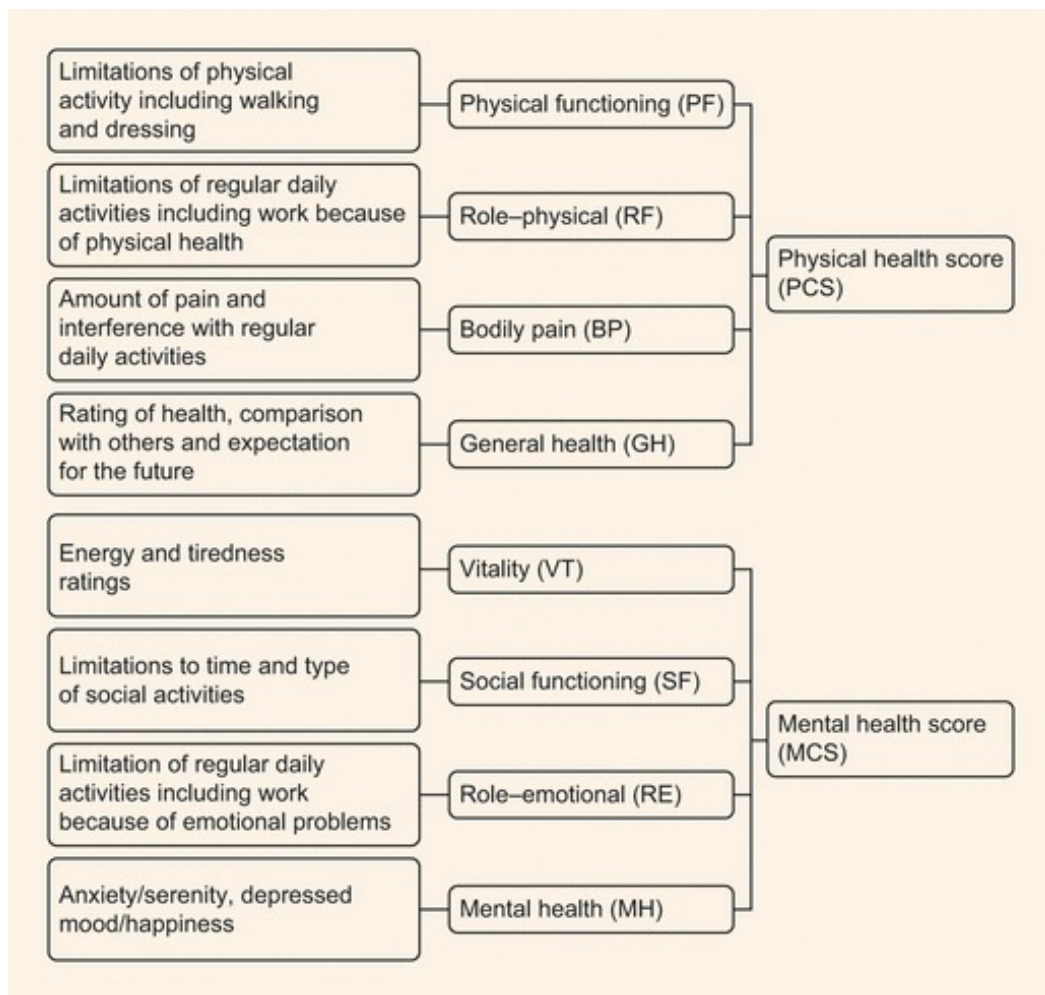 Limitations of physical
activity including walking
and dressing
Physical functioning (PF)
Limitations of regular daily
activities including work because
of physical health
Role–physical (RF)
Amount of pain and
interference with regular
daily activities
Bodily pain (BP)
Rating of health, comparison
with others and expectation
for the future
General health (GH)
Physical health score
(PCS)
Energy and tiredness
ratings
Vitality (VT)
Limitations to time and type
of social activities
Social functioning (SF)
Limitation of regular daily
activities including work
because of emotional problems
Role–emotional (RE)
Anxiety/serenity, depressed
mood/happiness
Mental health (MH)
Mental health score
(MCS)